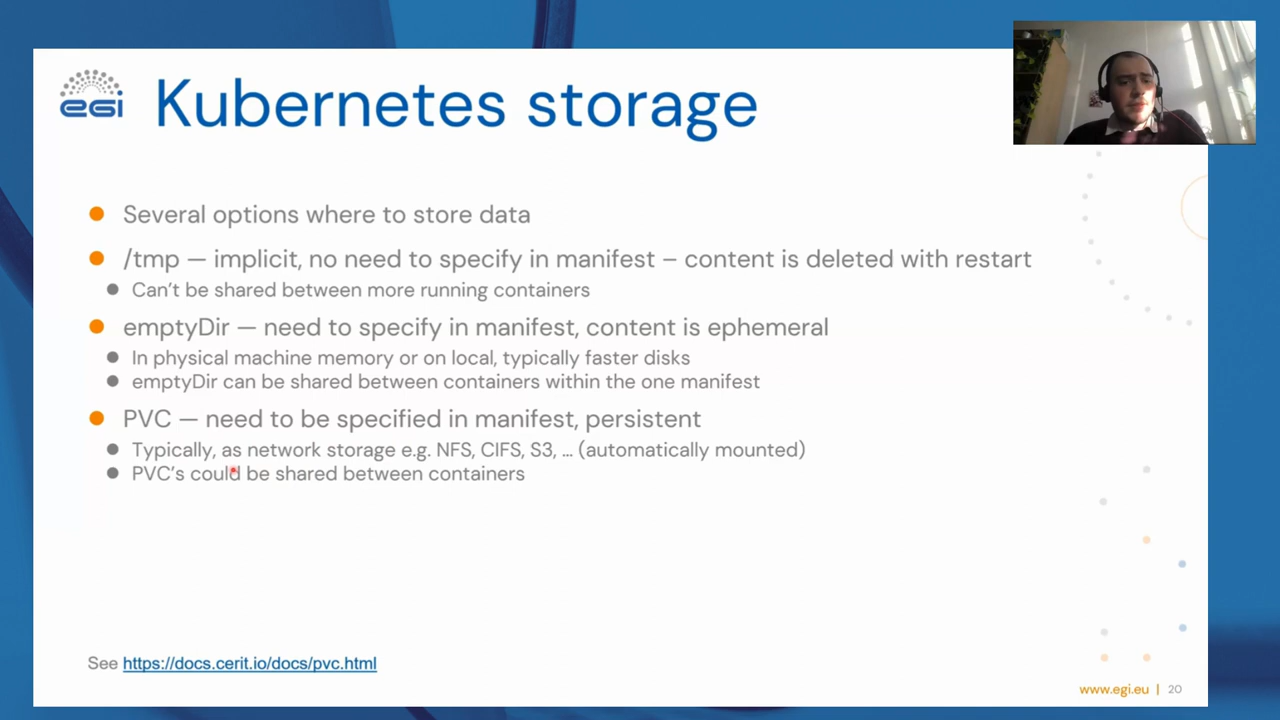 egi
Kubernetes storage
Several options where to store data
/tmp — implicit, no need to specify in manifest – content is deleted with restart
Can't be shared between more running containers
emptyDir — need to specify in manifest, content is ephemeral
In physical machine memory or on local, typically faster disks
emptyDir can be shared between containers within the one manifest
PVC — need to be specified in manifest, persistent
Typically, as network storage e.g. NFS, CIFS, S3, ... (automatically mounted)
PVC's could be shared between containers
See https://docs.cerit.io/docs/pvc.html
www.egi.eu | 20